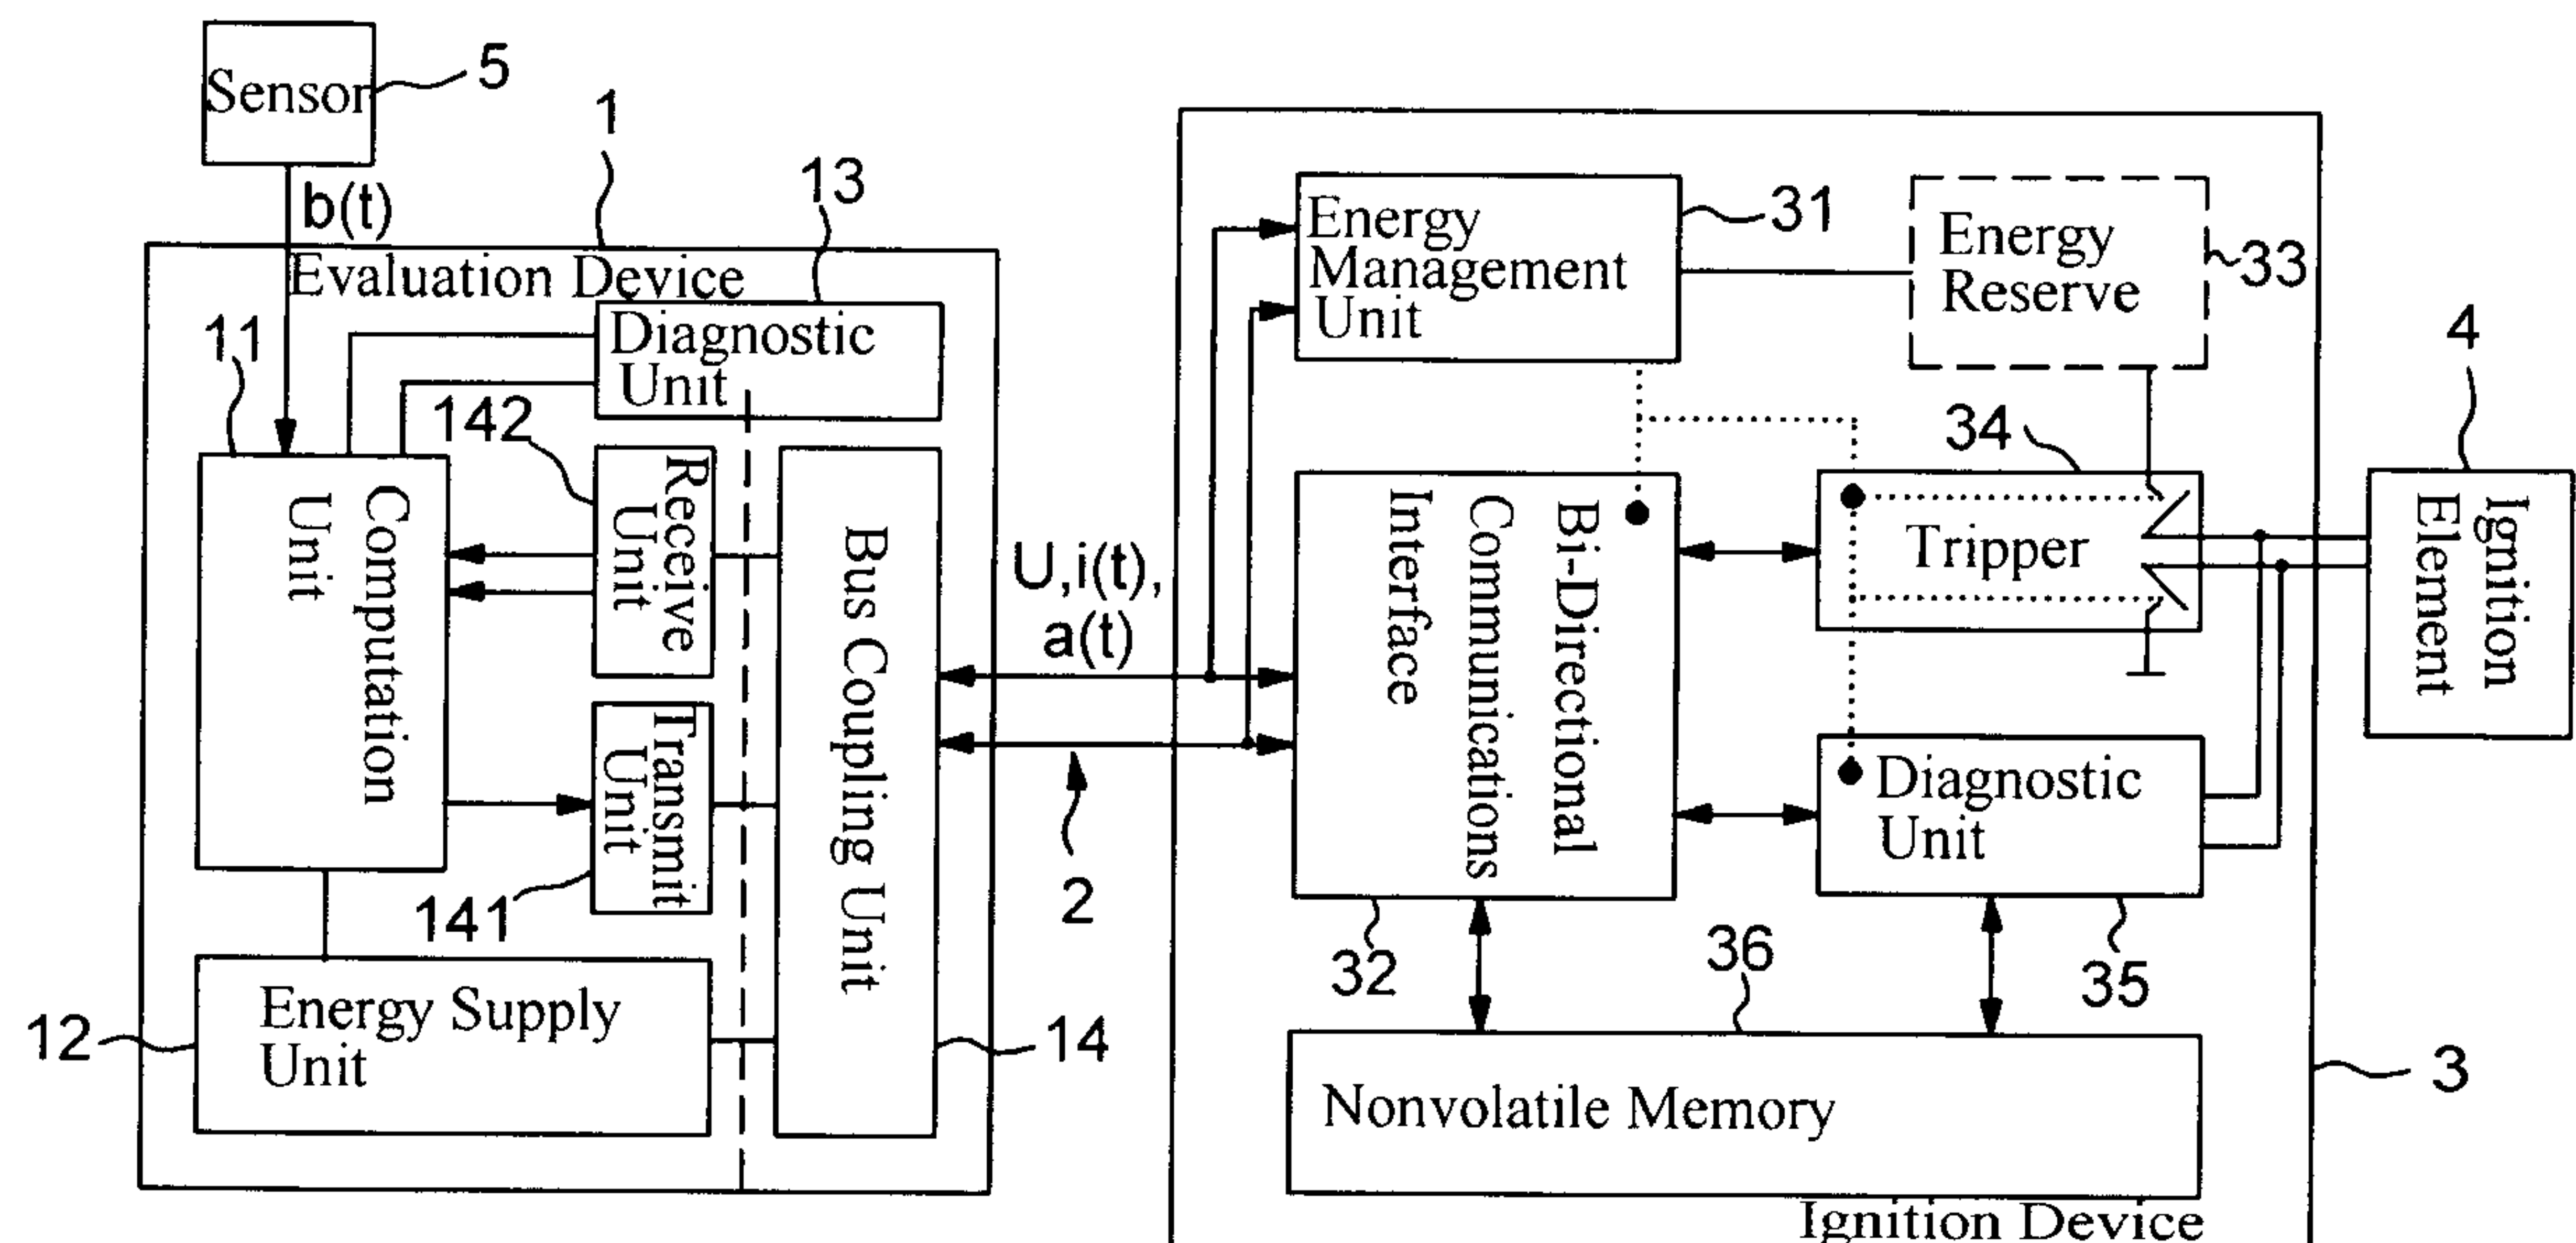 Sensor
5
b(t)
1
Evaluation Device
13
Diagnostic
Unit
11
Computation
Unit
142
Receive
Unit
Transmit
Unit
141
Bus Coupling Unit
Energy Supply
Unit
12
14
U,i(t),
a(t)
2
Energy
Management
Unit
31
Energy
Reserve
33
Bi-Directional
Communications
Interface
32
34
Tripper
4
Ignition
Element
Diagnostic
Unit
35
36
Nonvolatile Memory
3
Ignition Device